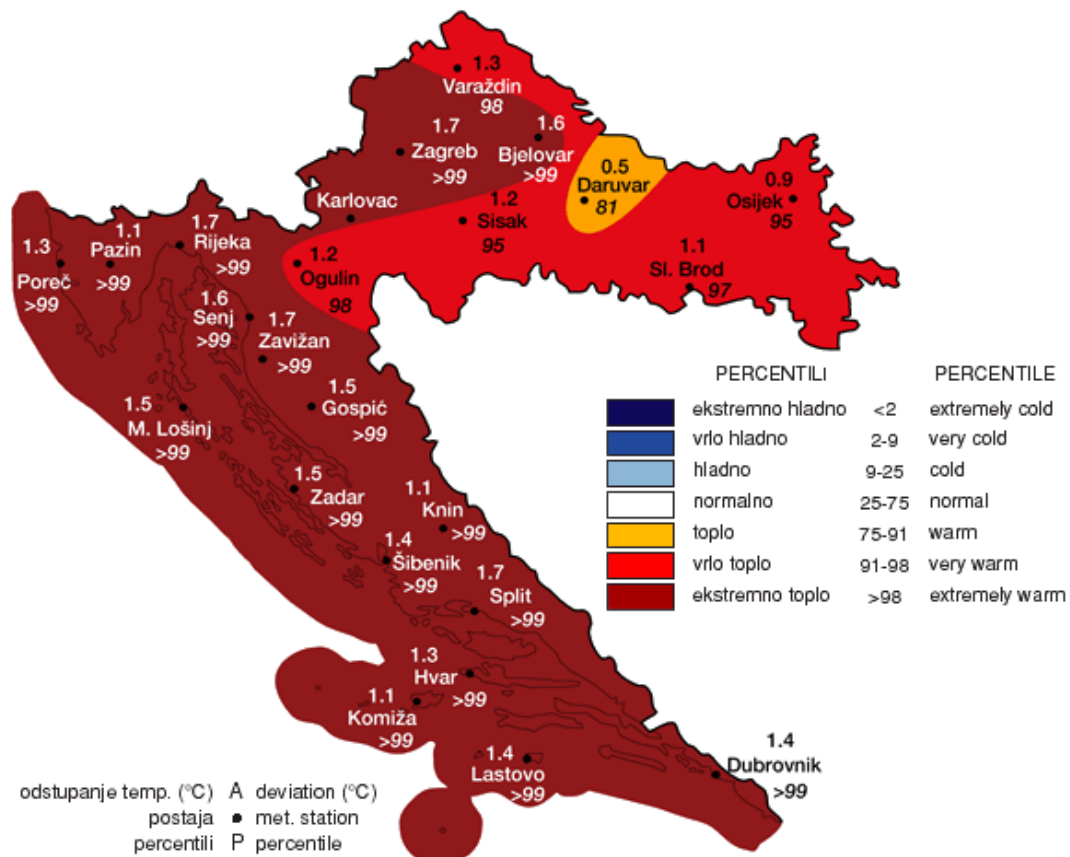 1.3
Varaždin
98
1.7
Zagreb
>99
1.6
Bjelovar
>99
0.5
Daruvar
81
0.9
Osijek
95
Karlovac
1.2
Sisak
95
1.1
Sl. Brod
97
1.2
Ogulin
98
1.3
Poreč
>99
1.1
Pazin
>99
1.7
Rijeka
>99
1.6
Senj
>99
1.7
Zavižan
>99
1.5
Gospić
>99
1.5
M. Lošinj
>99
1.5
Zadar
>99
1.1
Knin
>99
1.4
Šibenik
>99
1.7
Split
>99
1.3
Hvar
>99
1.1
Komiža
>99
1.4
Lastovo
>99
1.4
Dubrovnik
>99
PERCENTILI PERCENTILE
ekstremno hladno <2 extremely cold
vrlo hladno 2-9 very cold
hladno 9-25 cold
normalno 25-75 normal
toplo 75-91 warm
vrlo toplo 91-98 very warm
ekstremno toplo >98 extremely warm
odstupanje temp. (°C) A deviation (°C)
postaja met. station
percentili P percentile